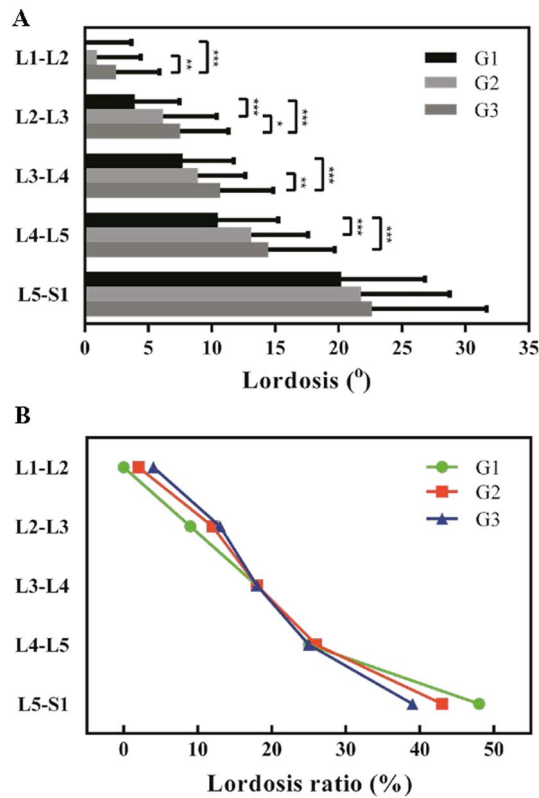 A
L1-L2
**
***
G1
G2
G3
L2-L3
***
*
***
L3-L4
**
***
L4-L5
***
***
L5-S1
0 5 10 15 20 25 30 35
Lordosis (°)
B
L1-L2
G1
G2
G3
L2-L3
L3-L4
L4-L5
L5-S1
0 10 20 30 40 50
Lordosis ratio (%)